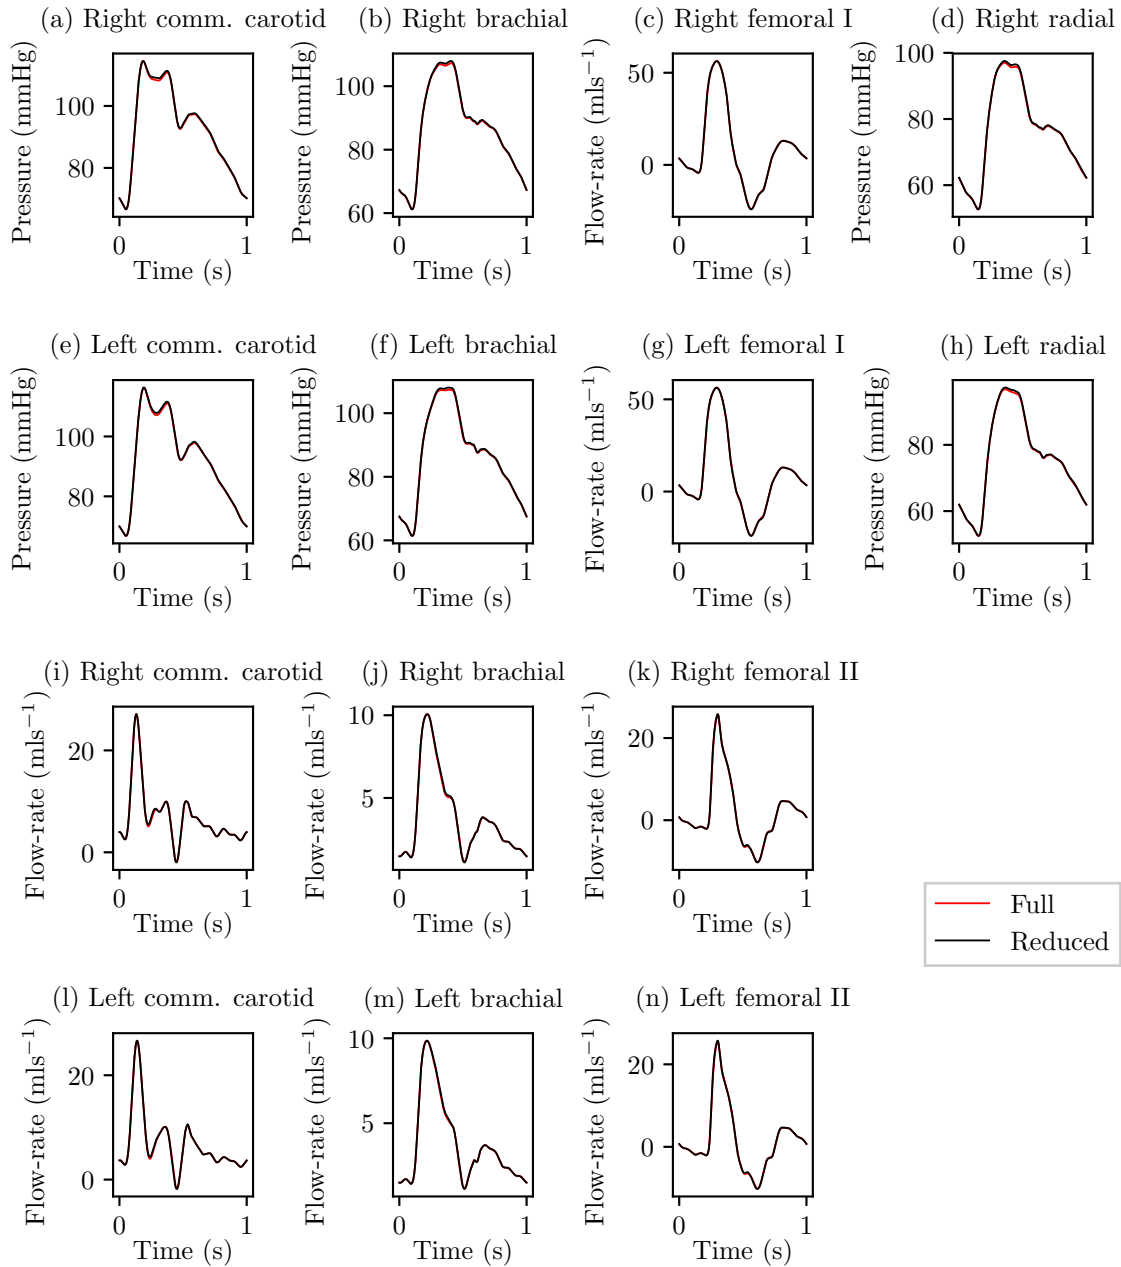 (a) Right comm. carotid
Pressure (mmHg)
100
80
0 1
Time (s)
(b) Right brachial
Pressure (mmHg)
100
80
60
0 1
Time (s)
(c) Right femoral I
Flow-rate (mls⁻¹)
50
0
0 1
Time (s)
(d) Right radial
Pressure (mmHg)
100
80
60
0 1
Time (s)
(e) Left comm. carotid
Pressure (mmHg)
100
80
0 1
Time (s)
(f) Left brachial
Pressure (mmHg)
100
80
60
0 1
Time (s)
(g) Left femoral I
Flow-rate (mls⁻¹)
50
0
0 1
Time (s)
(h) Left radial
Pressure (mmHg)
80
60
0 1
Time (s)
(i) Right comm. carotid
Flow-rate (mls⁻¹)
20
0
0 1
Time (s)
(j) Right brachial
Flow-rate (mls⁻¹)
10
5
0 1
Time (s)
(k) Right femoral II
Flow-rate (mls⁻¹)
20
0
0 1
Time (s)
Full
Reduced
(l) Left comm. carotid
Flow-rate (mls⁻¹)
20
0
0 1
Time (s)
(m) Left brachial
Flow-rate (mls⁻¹)
10
5
0 1
Time (s)
(n) Left femoral II
Flow-rate (mls⁻¹)
20
0
0 1
Time (s)